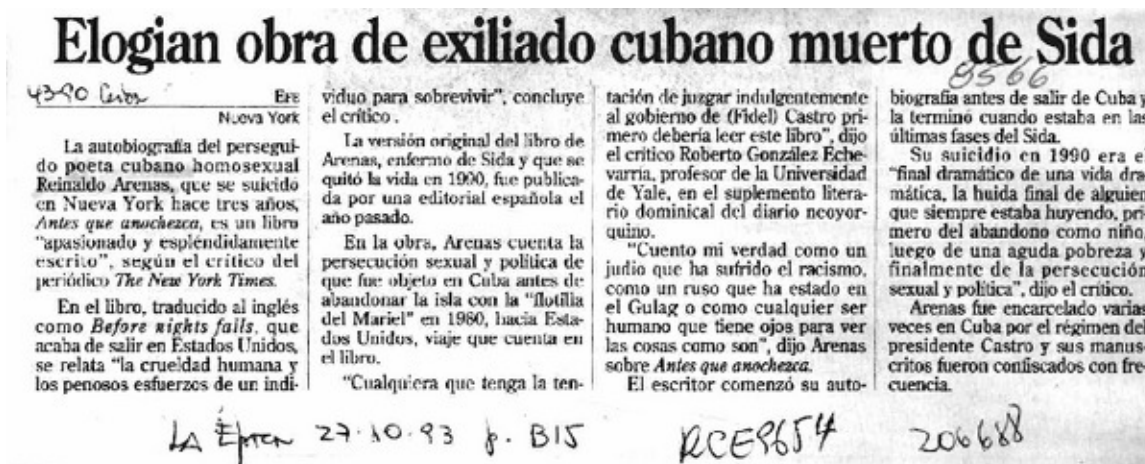 Elogian obra de exiliado cubano muerto de Sida
8566
43-90
EFE
Nueva York
La autobiografía del persegui-
do poeta cubano homosexual
Reinaldo Arenas, que se suicidó
en Nueva York hace tres años,
Antes que anochezca, es un libro
"apasionado y espléndidamente
escrito", según el crítico del
periódico The New York Times.
En el libro, traducido al inglés
como Before nights falls, que
acaba de salir en Estados Unidos,
se relata "la crueldad humana y
los penosos esfuerzos de un indi-
viduo para sobrevivir", concluye
el crítico.
La versión original del libro de
Arenas, enfermo de Sida y que se
quitó la vida en 1990, fue publica-
da por una editorial española el
año pasado.
En la obra, Arenas cuenta la
persecución sexual y política de
que fue objeto en Cuba antes de
abandonar la isla con la "flotilla
del Mariel" en 1980, hacia Esta-
dos Unidos, viaje que cuenta en
el libro.
"Cualquiera que tenga la ten-
tación de juzgar indulgentemente
al gobierno de (Fidel) Castro pri-
mero debería leer este libro", dijo
el crítico Roberto González Eche-
varría, profesor de la Universidad
de Yale, en el suplemento litera-
rio dominical del diario neoyor-
quino.
"Cuento mi verdad como un
judío que ha sufrido el racismo,
como un ruso que ha estado en
el Gulag o como cualquier ser
humano que tiene ojos para ver
las cosas como son", dijo Arenas
sobre Antes que anochezca.
El escritor comenzó su auto-
biografía antes de salir de Cuba y
la terminó cuando estaba en las
últimas fases del Sida.
Su suicidio en 1990 era el
"final dramático de una vida dra-
mática, la huida final de alguien
que siempre estaba huyendo, pri-
mero del abandono como niño,
luego de una aguda pobreza y
finalmente de la persecución
sexual y política", dijo el crítico.
Arenas fue encarcelado varias
veces en Cuba por el régimen del
presidente Castro y sus manus-
critos fueron confiscados con fre-
cuencia.
LA Época 27.10.93 p. B15 RCE9654 206688